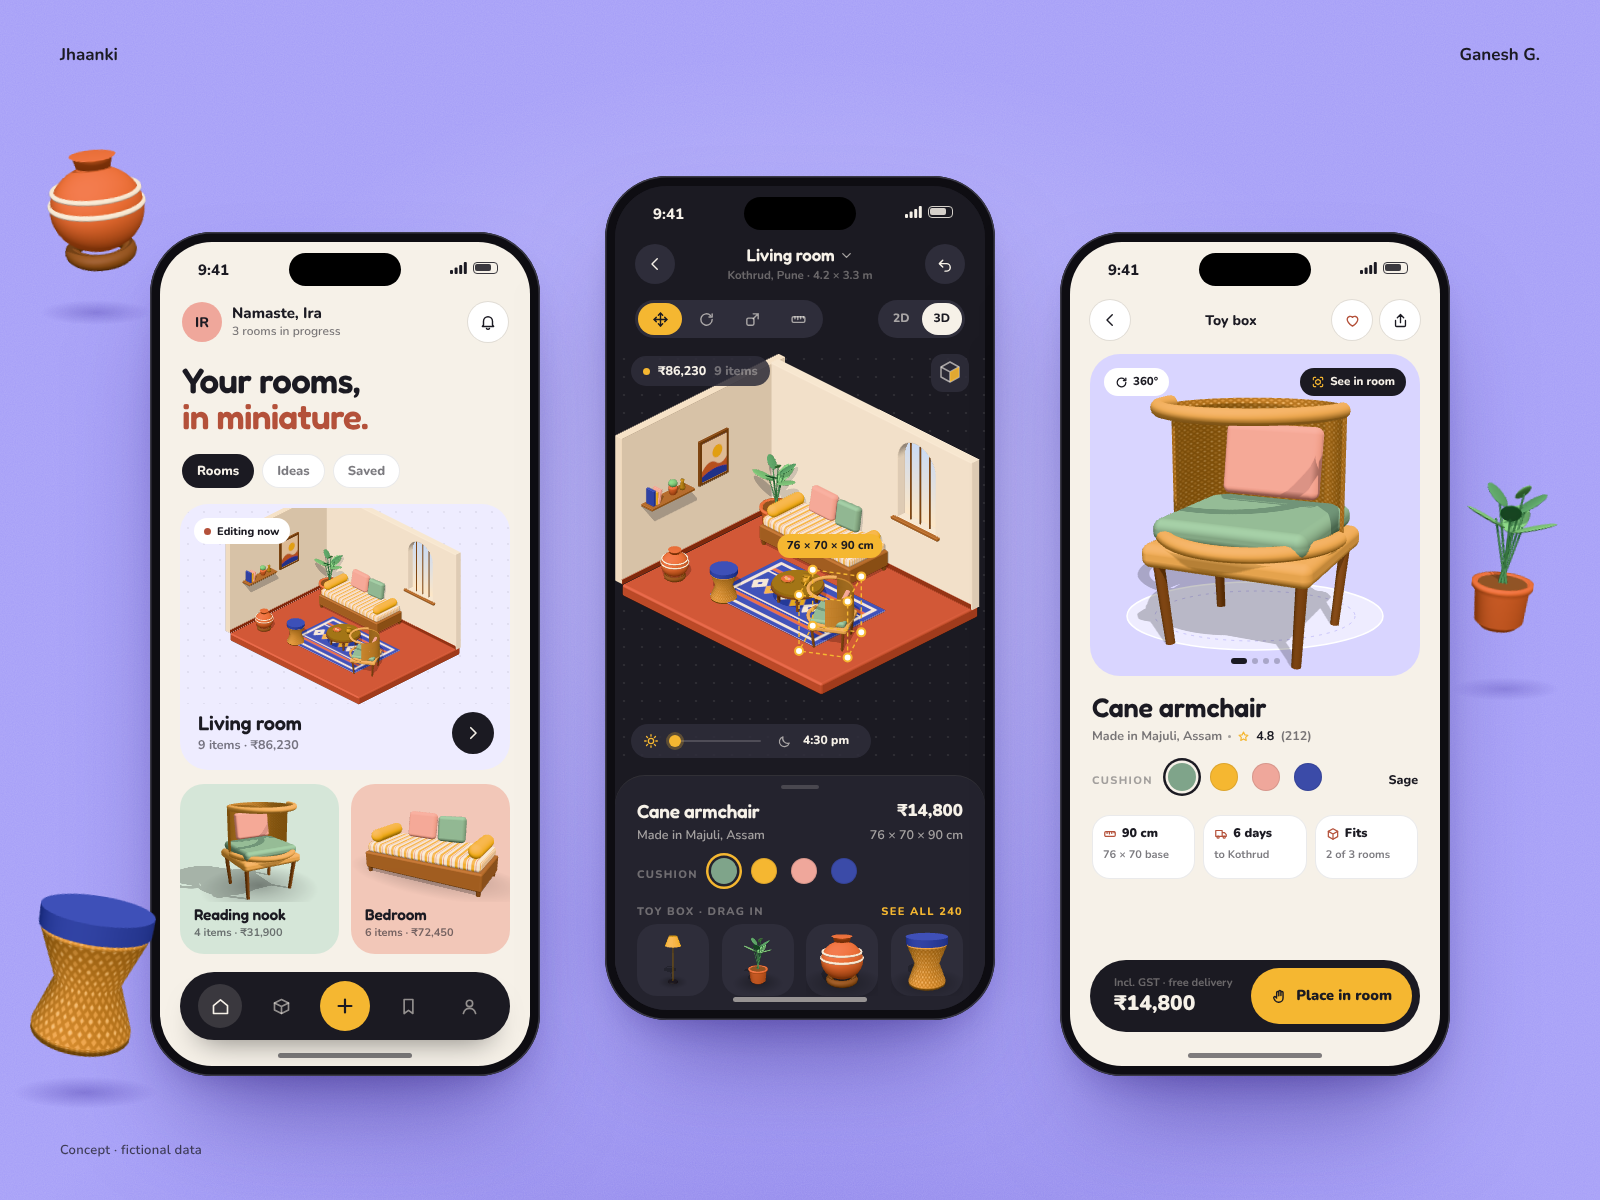 Jhaanki
Ganesh G.
9:41
IR
Namaste, Ira
3 rooms in progress
Your rooms,
in miniature.
Rooms
Ideas
Saved
Editing now
Living room
9 items · ₹86,230
Reading nook
4 items · ₹31,900
Bedroom
6 items · ₹72,450
9:41
Living room
Kothrud, Pune · 4.2 × 3.3 m
2D
3D
₹86,230 9 items
76 × 70 × 90 cm
4:30 pm
Cane armchair
₹14,800
Made in Majuli, Assam
76 × 70 × 90 cm
CUSHION
TOY BOX · DRAG IN
SEE ALL 240
9:41
Toy box
360°
See in room
Cane armchair
Made in Majuli, Assam · 4.8 (212)
CUSHION
Sage
90 cm
76 × 70 base
6 days
to Kothrud
Fits
2 of 3 rooms
Incl. GST · free delivery
₹14,800
Place in room
Concept · fictional data